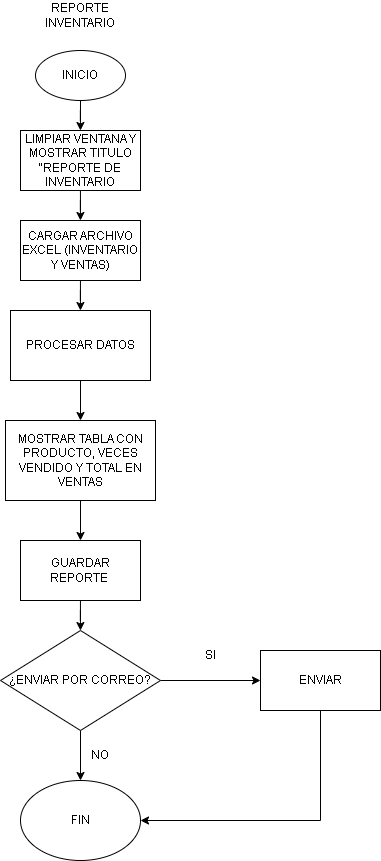 REPORTE
INVENTARIO
INICIO
LIMPIAR VENTANA Y
MOSTRAR TITULO
"REPORTE DE
INVENTARIO
CARGAR ARCHIVO
EXCEL (INVENTARIO
Y VENTAS)
PROCESAR DATOS
MOSTRAR TABLA CON
PRODUCTO, VECES
VENDIDO Y TOTAL EN
VENTAS
GUARDAR
REPORTE
¿ENVIAR POR CORREO?
SI
ENVIAR
NO
FIN